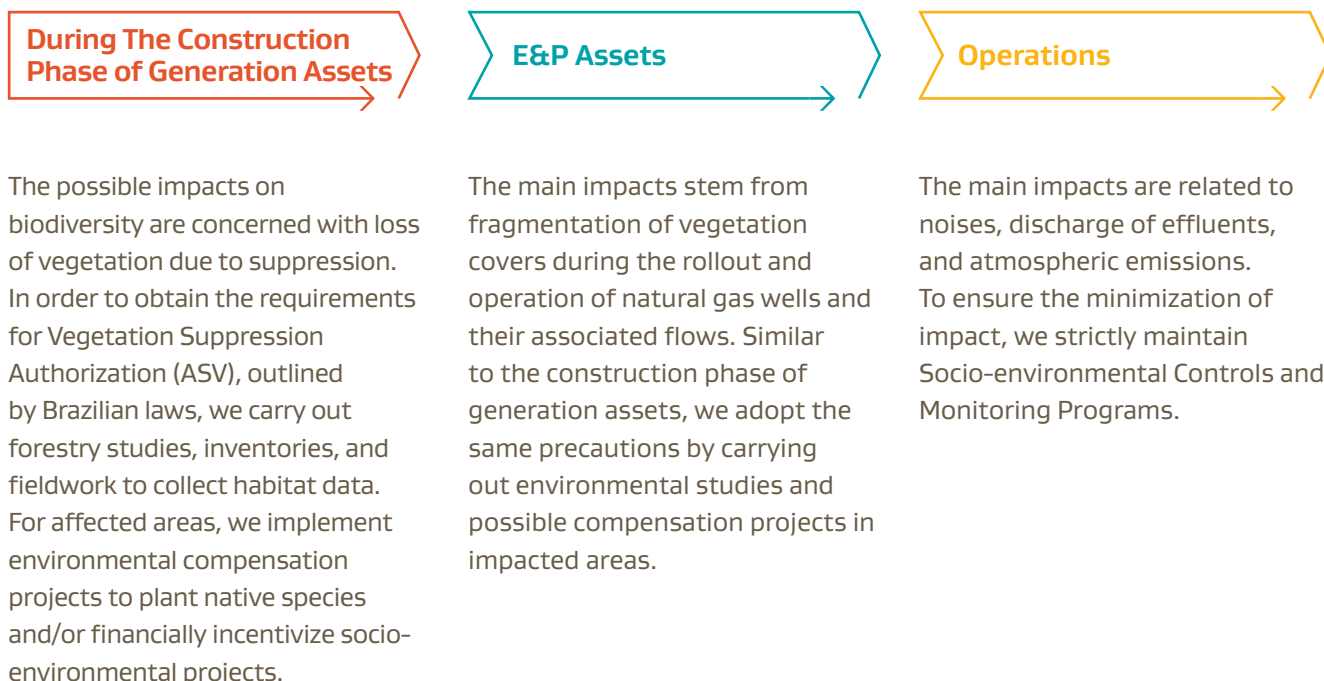 During The Construction
Phase of Generation Assets
The possible impacts on
biodiversity are concerned with loss
of vegetation due to suppression.
In order to obtain the requirements
for Vegetation Suppression
Authorization (ASV), outlined
by Brazilian laws, we carry out
forestry studies, inventories, and
fieldwork to collect habitat data.
For affected areas, we implement
environmental compensation
projects to plant native species
and/or financially incentivize socio-
environmental projects.
E&P Assets
The main impacts stem from
fragmentation of vegetation
covers during the rollout and
operation of natural gas wells and
their associated flows. Similar
to the construction phase of
generation assets, we adopt the
same precautions by carrying
out environmental studies and
possible compensation projects in
impacted areas.
Operations
The main impacts are related to
noises, discharge of effluents,
and atmospheric emissions.
To ensure the minimization of
impact, we strictly maintain
Socio-environmental Controls and
Monitoring Programs.